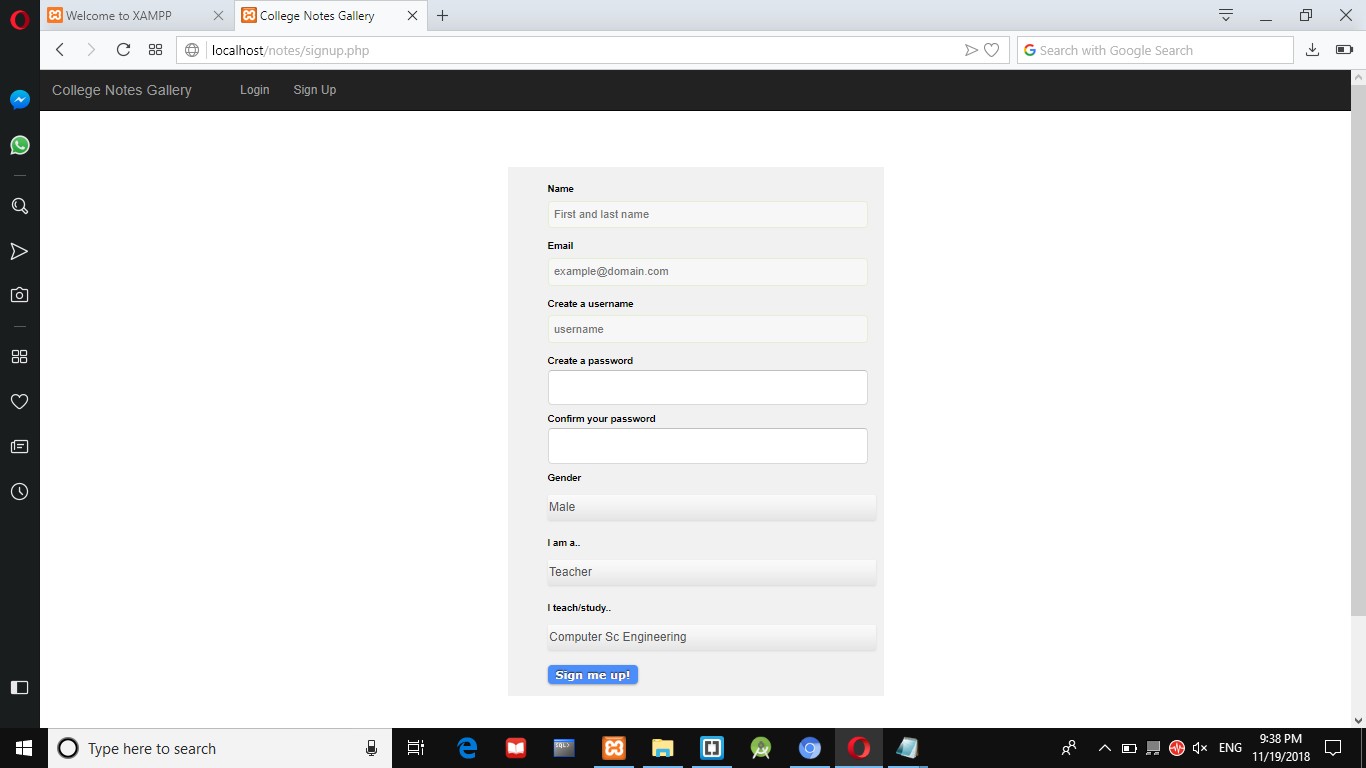 Welcome to XAMPP
College Notes Gallery
localhost/notes/signup.php
Search with Google Search
College Notes Gallery Login Sign Up
Name
First and last name
Email
example@domain.com
Create a username
username
Create a password
Confirm your password
Gender
Male
I am a..
Teacher
I teach/study..
Computer Sc Engineering
Sign me up!
Type here to search
ENG
9:38 PM
11/19/2018